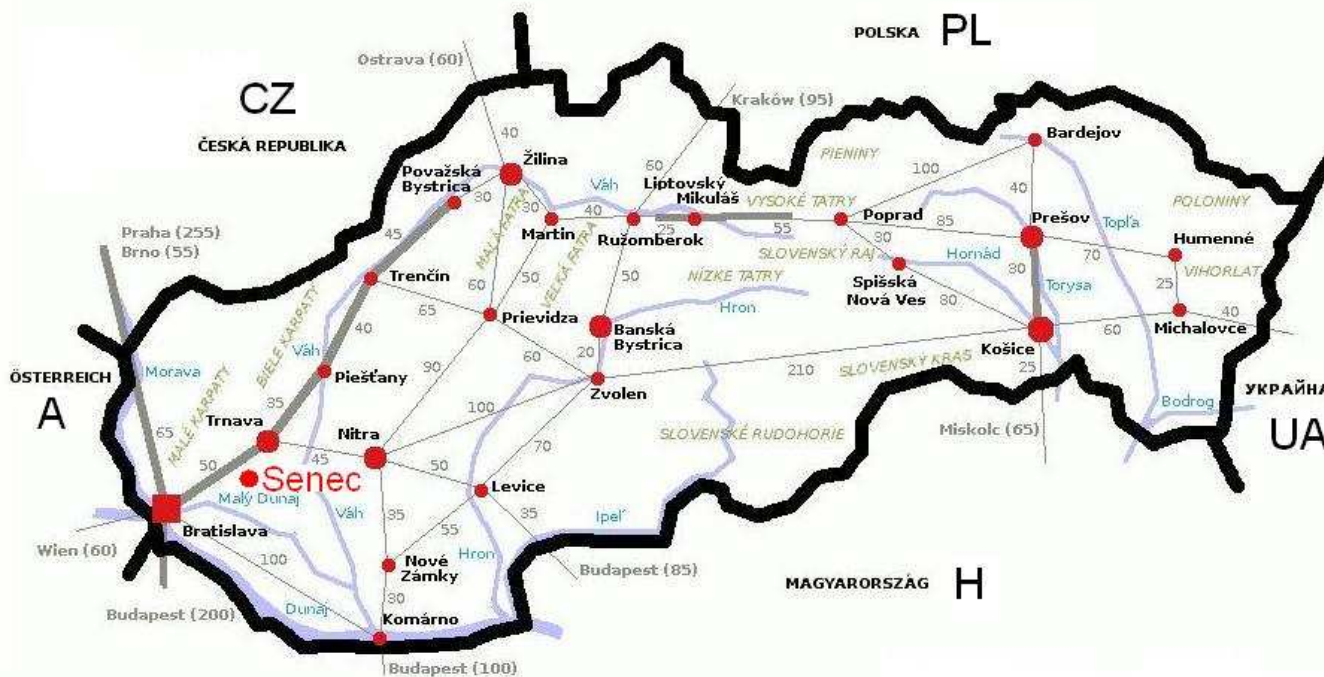 POLSKA PL
Ostrava (60)
CZ
Kraków (95)
ČESKÁ REPUBLIKA
Bardejov
40
Žilina
PIENINY
100
Považská
Bystrica
60
Liptovský
Mikuláš
Váh
VYSOKÉ TATRY
40
POLONINY
30
30
MALÁ FATRA
Martin
40
Ružomberok
25
55
Poprad
85
Prešov
Topľa
Humenné
Praha (255)
Brno (55)
45
VEĽKÁ FATRA
SLOVENSKÝ RAJ
30
Hornád
70
VIHORLAT
Trenčín
50
50
NÍZKE TATRY
Spišská
Nová Ves
30
Torysa
25
60
65
Prievidza
Hron
80
40
Michalovce
BIELE KARPATY
40
Banská
Bystrica
60
Košice
ÖSTERREICH
A
Morava
Váh
60
20
25
MALÉ KARPATY
Piešťany
90
Zvolen
210
SLOVENSKÝ KRAS
УКРАЙНА
UA
35
Bodrog
Trnava
100
Miskolc (65)
65
Nitra
SLOVENSKÉ RUDOHORIE
50
45
50
70
Senec
Levice
Malý Dunaj
Váh
35
35
Ipeľ
Bratislava
55
Wien (60)
Hron
100
Nové
Zámky
Budapest (85)
MAGYARORSZÁG H
Budapest (200)
Dunaj
30
Komárno
Budapest (100)